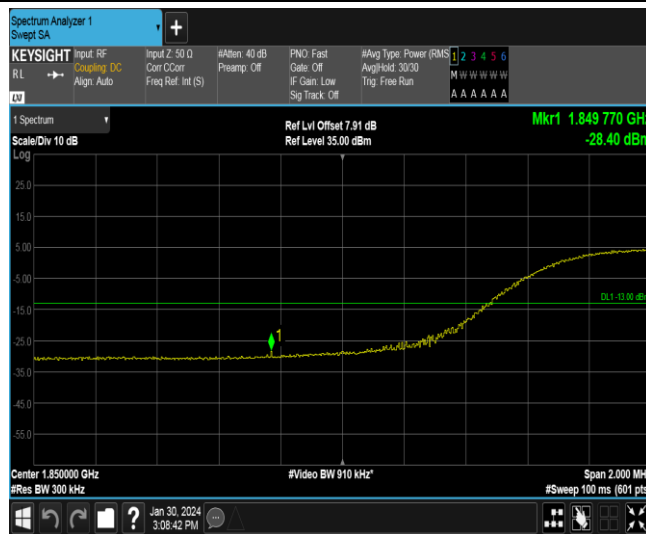 Spectrum Analyzer 1
Swept SA
+
KEYSIGHT
RL
LXI
Input: RF
Coupling: DC
Align: Auto
Input Z: 50 Ω
Corr CCorr
Freq Ref: Int (S)
#Atten: 40 dB
Preamp: Off
PNO: Fast
Gate: Off
IF Gain: Low
Sig Track: Off
#Avg Type: Power (RMS
Avg|Hold: 30/30
Trig: Free Run
1 2 3 4 5 6
M W W W W W
A A A A A A
1 Spectrum
Scale/Div 10 dB
Log
Ref Lvl Offset 7.91 dB
Ref Level 35.00 dBm
Mkr1 1.849 770 GHz
-28.40 dBm
25.0
15.0
5.00
-5.00
-15.0
-25.0
-35.0
-45.0
-55.0
DL1 -13.00 dBm
1
Center 1.850000 GHz
#Res BW 300 kHz
#Video BW 910 kHz*
Span 2.000 MH
#Sweep 100 ms (601 pts
?
Jan 30, 2024
3:08:42 PM